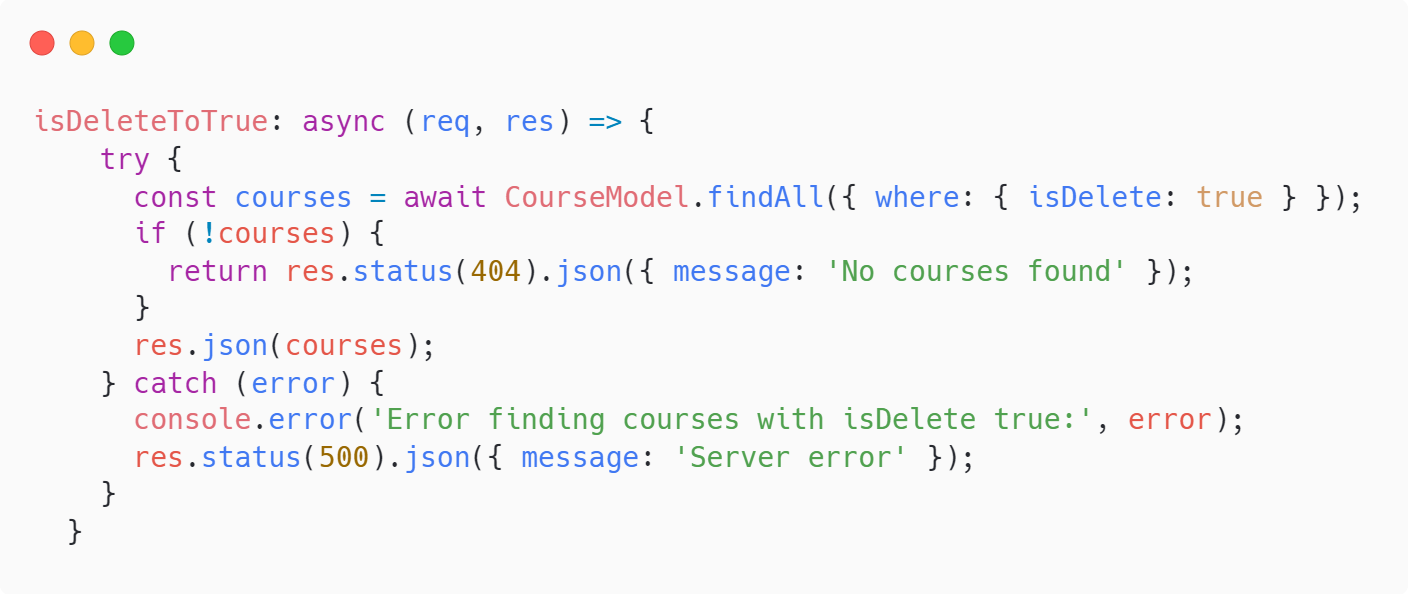 isDeleteToTrue: async (req, res) => {
    try {
      const courses = await CourseModel.findAll({ where: { isDelete: true } });
      if (!courses) {
        return res.status(404).json({ message: 'No courses found' });
      }
      res.json(courses);
    } catch (error) {
      console.error('Error finding courses with isDelete true:', error);
      res.status(500).json({ message: 'Server error' });
    }
  }